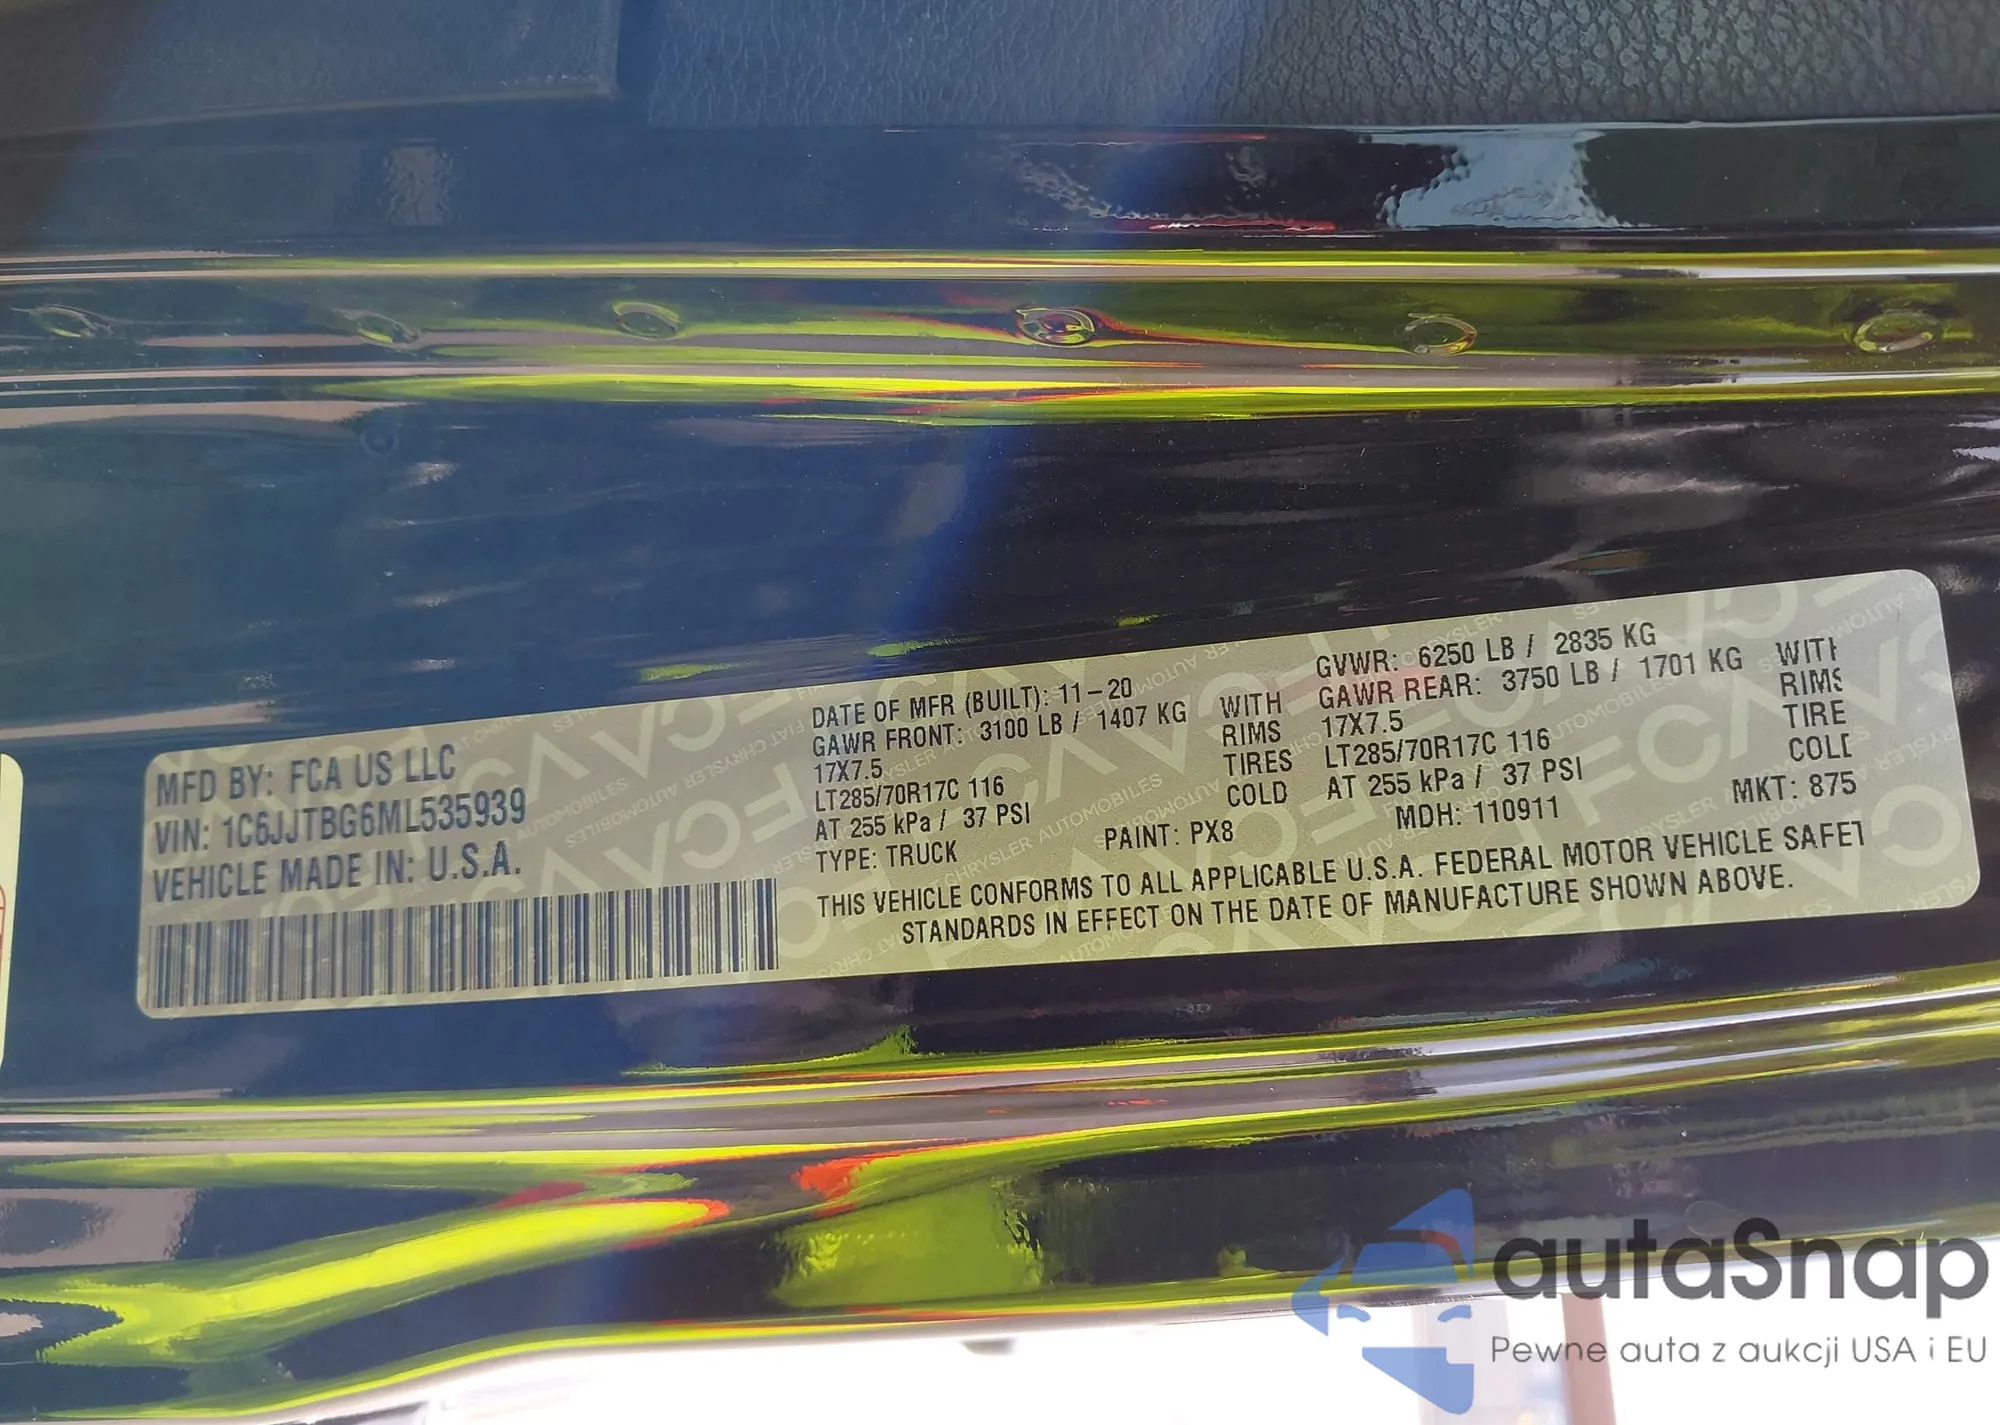 MFD BY: FCA US LLC
VIN: 1C6JJTBG6ML535939
VEHICLE MADE IN: U.S.A.
DATE OF MFR (BUILT): 11-20
GAWR FRONT: 3100 LB / 1407 KG WITH
17X7.5 RIMS
LT285/70R17C 116 TIRES
AT 255 kPa / 37 PSI COLD
TYPE: TRUCK
PAINT: PX8
GVWR: 6250 LB / 2835 KG
GAWR REAR: 3750 LB / 1701 KG WITH
17X7.5 RIMS
LT285/70R17C 116 TIRE
AT 255 kPa / 37 PSI COLD
MDH: 110911
MKT: 875
THIS VEHICLE CONFORMS TO ALL APPLICABLE U.S.A. FEDERAL MOTOR VEHICLE SAFET
STANDARDS IN EFFECT ON THE DATE OF MANUFACTURE SHOWN ABOVE.
autaSnap
Pewne auta z aukcji USA i EU